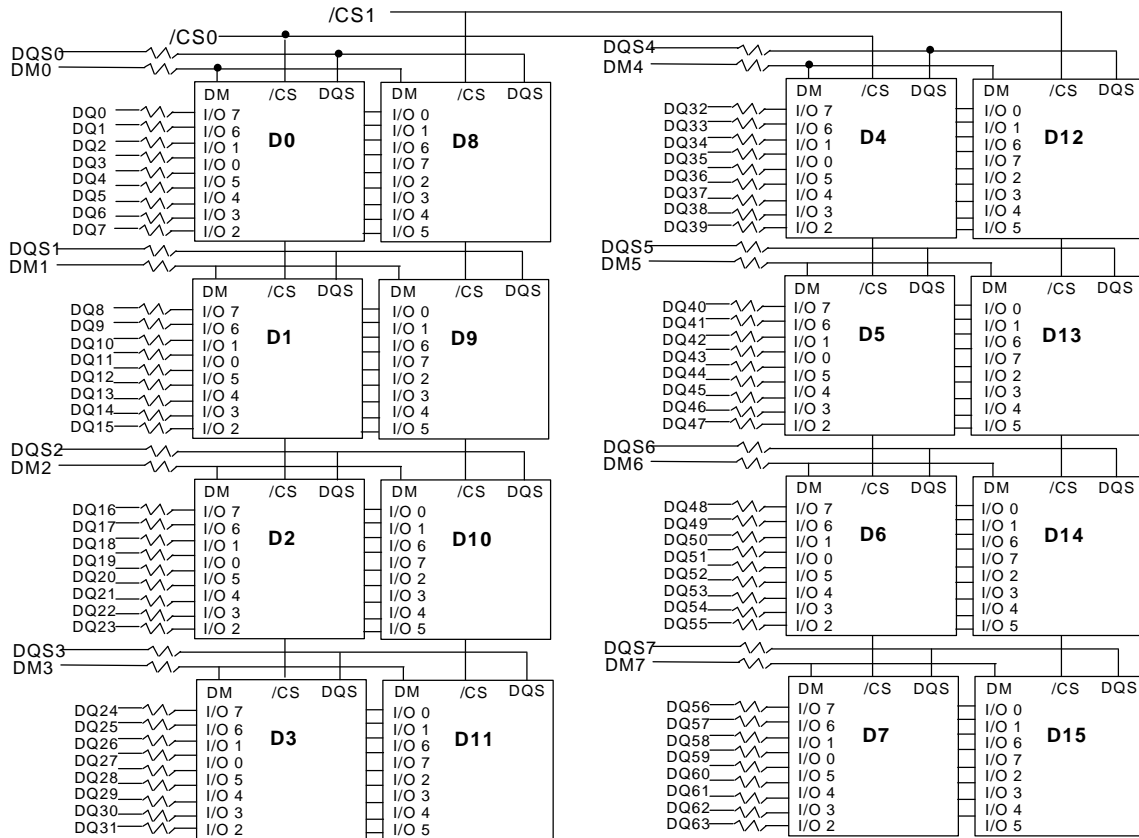 /CS1
/CS0
DQS0
DM0
DM /CS DQS
DQ0 I/O 7
DQ1 I/O 6
DQ2 I/O 1
DQ3 I/O 0
DQ4 I/O 5
DQ5 I/O 4
DQ6 I/O 3
DQ7 I/O 2
D0
/CS DQS
I/O 0
I/O 1
I/O 6
I/O 7
I/O 2
I/O 3
I/O 4
I/O 5
D8
DQS1
DM1
DM /CS DQS
DQ8 I/O 7
DQ9 I/O 6
DQ10 I/O 1
DQ11 I/O 0
DQ12 I/O 5
DQ13 I/O 4
DQ14 I/O 3
DQ15 I/O 2
D1
DM /CS DQS
I/O 0
I/O 1
I/O 6
I/O 7
I/O 2
I/O 3
I/O 4
I/O 5
D9
DQS2
DM2
DM /CS DQS
DQ16 I/O 7
DQ17 I/O 6
DQ18 I/O 1
DQ19 I/O 0
DQ20 I/O 5
DQ21 I/O 4
DQ22 I/O 3
DQ23 I/O 2
D2
DM /CS DQS
I/O 0
I/O 1
I/O 6
I/O 7
I/O 2
I/O 3
I/O 4
I/O 5
D10
DQS3
DM3
DM /CS DQS
DQ24 I/O 7
DQ25 I/O 6
DQ26 I/O 1
DQ27 I/O 0
DQ28 I/O 5
DQ29 I/O 4
DQ30 I/O 3
DQ31 I/O 2
D3
DM /CS DQS
I/O 0
I/O 1
I/O 6
I/O 7
I/O 2
I/O 3
I/O 4
I/O 5
D11
DQS4
DM4
DM /CS DQS
DQ32 I/O 7
DQ33 I/O 6
DQ34 I/O 1
DQ35 I/O 0
DQ36 I/O 5
DQ37 I/O 4
DQ38 I/O 3
DQ39 I/O 2
D4
DM /CS DQS
I/O 0
I/O 1
I/O 6
I/O 7
I/O 2
I/O 3
I/O 4
I/O 5
D12
DQS5
DM5
DM /CS DQS
DQ40 I/O 7
DQ41 I/O 6
DQ42 I/O 1
DQ43 I/O 0
DQ44 I/O 5
DQ45 I/O 4
DQ46 I/O 3
DQ47 I/O 2
D5
DM /CS DQS
I/O 0
I/O 1
I/O 6
I/O 7
I/O 2
I/O 3
I/O 4
I/O 5
D13
DQS6
DM6
DM /CS DQS
DQ48 I/O 7
DQ49 I/O 6
DQ50 I/O 1
DQ51 I/O 0
DQ52 I/O 5
DQ53 I/O 4
DQ54 I/O 3
DQ55 I/O 2
D6
DM /CS DQS
I/O 0
I/O 1
I/O 6
I/O 7
I/O 2
I/O 3
I/O 4
I/O 5
D14
DQS7
DM7
DM /CS DQS
DQ56 I/O 7
DQ57 I/O 6
DQ58 I/O 1
DQ59 I/O 0
DQ60 I/O 5
DQ61 I/O 4
DQ62 I/O 3
DQ63 I/O 2
D7
DM /CS DQS
I/O 0
I/O 1
I/O 6
I/O 7
I/O 2
I/O 3
I/O 4
I/O 5
D15